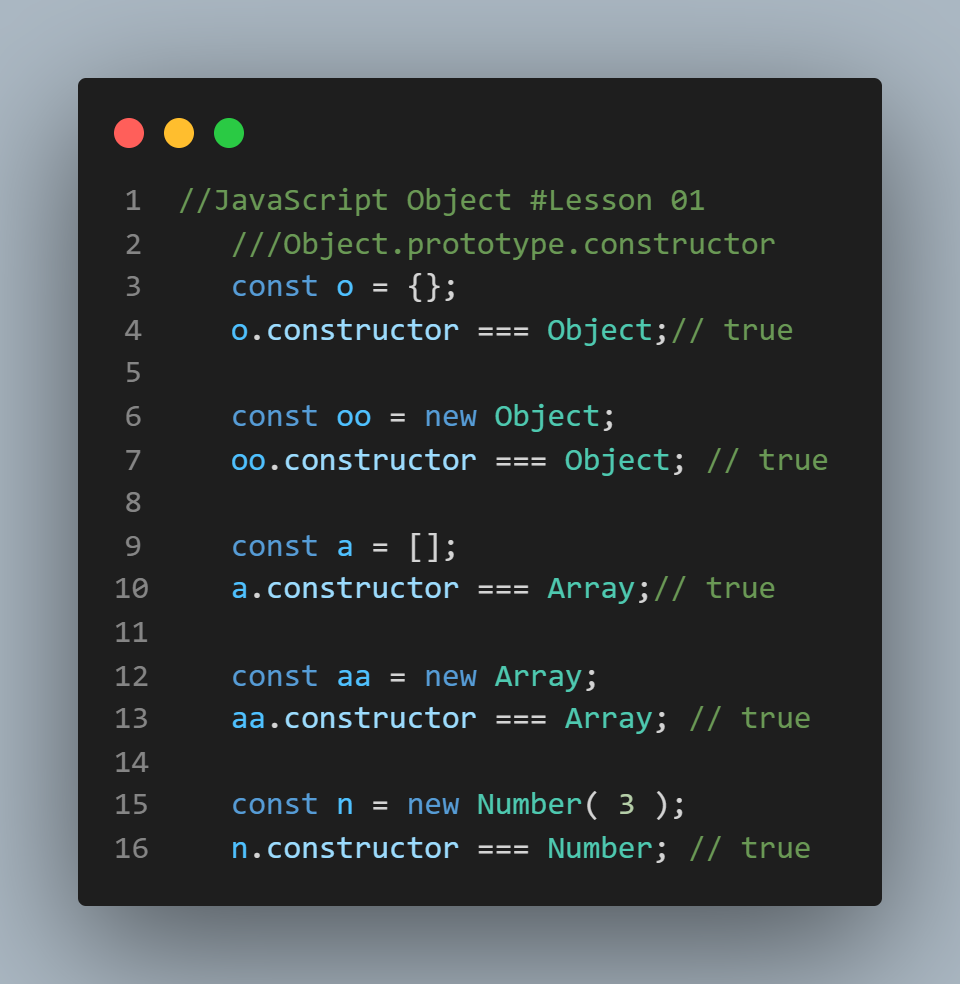 1 //JavaScript Object #Lesson 01
2 ///Object.prototype.constructor
3 const o = {};
4 o.constructor === Object;// true
5
6 const oo = new Object;
7 oo.constructor === Object; // true
8
9 const a = [];
10 a.constructor === Array;// true
11
12 const aa = new Array;
13 aa.constructor === Array; // true
14
15 const n = new Number( 3 );
16 n.constructor === Number; // true